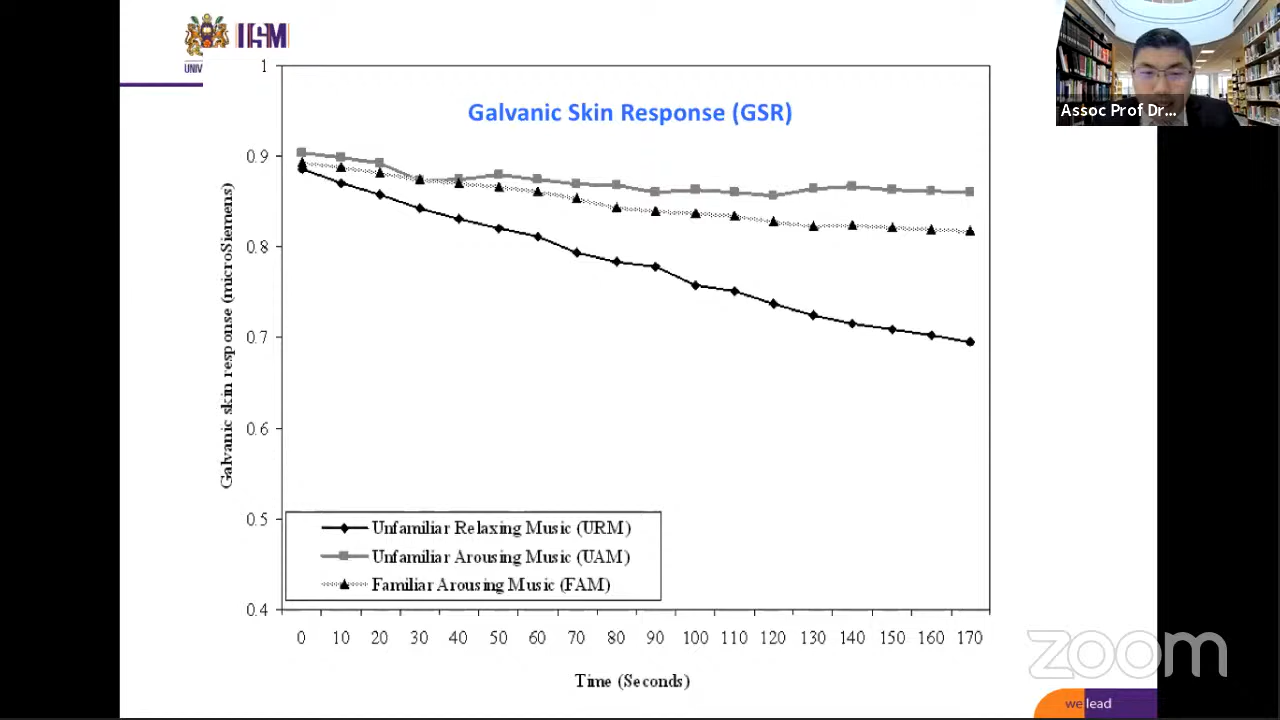 USM
UNIV
Assoc Prof Dr...
Galvanic Skin Response (GSR)
1
0.9
0.8
0.7
0.6
0.5
0.4
Galvanic skin response (microSiemens)
Unfamiliar Relaxing Music (URM)
Unfamiliar Arousing Music (UAM)
Familiar Arousing Music (FAM)
0 10 20 30 40 50 60 70 80 90 100 110 120 130 140 150 160 170
Time (Seconds)
zoom
we lead